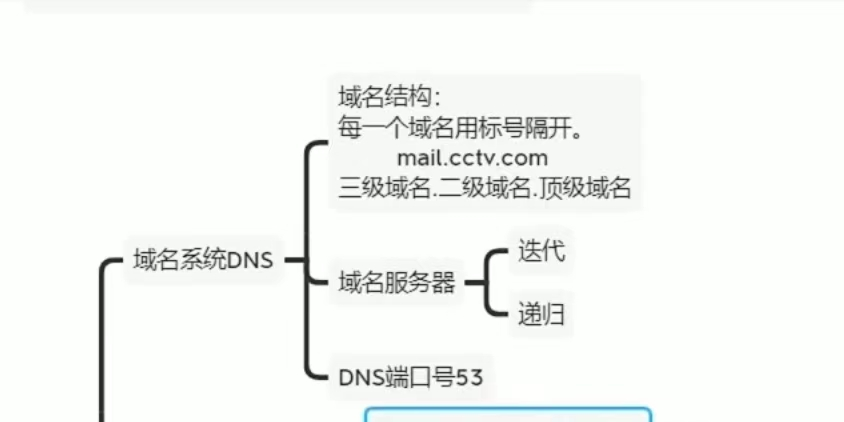 域名结构：
每一个域名用标号隔开。
mail.cctv.com
三级域名.二级域名.顶级域名
域名系统DNS
域名服务器
迭代
递归
DNS端口号53